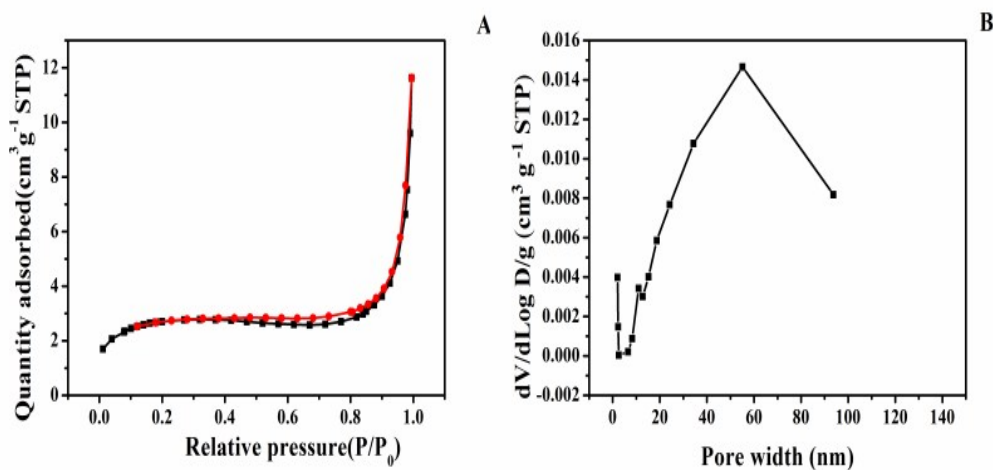 A
Quantity adsorbed(cm³g⁻¹ STP)
12
10
8
6
4
2
0
0.0 0.2 0.4 0.6 0.8 1.0
Relative pressure(P/P₀)
B
dV/dLog D/g (cm³ g⁻¹ STP)
0.016
0.014
0.012
0.010
0.008
0.006
0.004
0.002
0.000
-0.002
0 20 40 60 80 100 120 140
Pore width (nm)